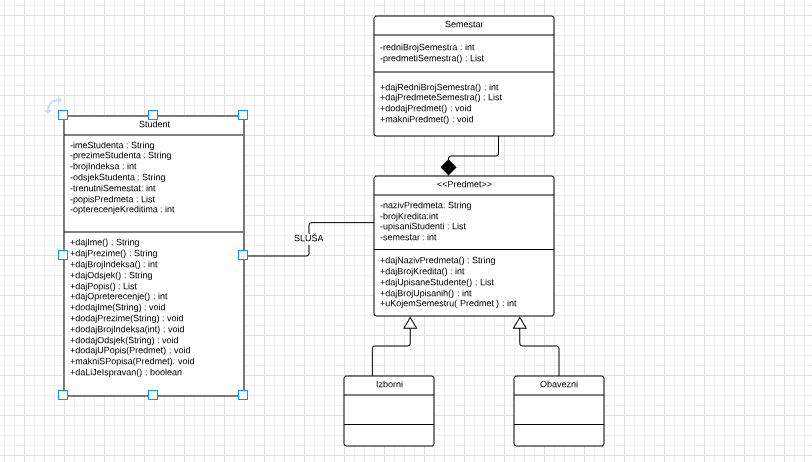 Semestar
-redniBrojSemestra : int
-predmetiSemestra() : List
+dajRedniBrojSemestra() : int
+dajPredmeteSemestra() : List
+dodajPredmet() : void
+makniPredmet() : void
Student
-imeStudenta : String
-prezimeStudenta : String
-brojIndeksa : int
-odsjekStudenta : String
-trenutniSemestat: int
-popisPredmeta : List
-opterecenjeKreditima : int
+dajIme() : String
+dajPrezime() : String
+dajBrojIndeksa() : int
+dajOdsjek() : String
+dajPopis() : List
+dajOpreterecenje() : int
+dodajIme(String) : void
+dodajPrezime(String) : void
+dodajBrojIndeksa(int) : void
+dodajOdsjek(String) : void
+dodajUPopis(Predmet) : void
+makniSPopisa(Predmet): void
+daLiJeIspravan() : boolean
SLUŠA
<<Predmet>>
-nazivPredmeta: String
-brojKredita:int
-upisaniStudenti : List
-semestar : int
+dajNazivPredmeta() : String
+dajBrojKredita() : int
+dajUpisaneStudente() : List
+dajBrojUpisanih() : int
+uKojemSemestru( Predmet ) : int
Izborni
Obavezni